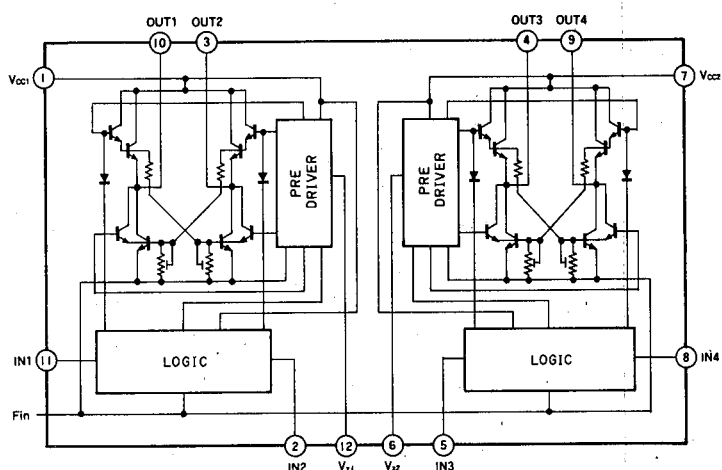 OUT1 OUT2 OUT3 OUT4
10 3 4 9
VCC1 1 7 VCC2
PRE DRIVER
PRE DRIVER
LOGIC
LOGIC
IN1 11 8 IN4
Fin
2 12 6 5
IN2 Vz1 Vz2 IN3